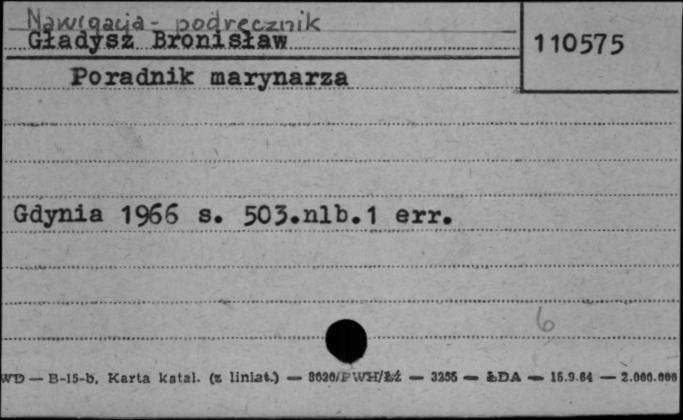 Nawigacja - podręcznik
Gładysz Bronisław
110575
Poradnik marynarza
Gdynia 1966 s. 503.nlb.1 err.
6
WD — B-15-b, Karta katal. (z liniat.) — 8020/PWH/Łź — 3255 — ŁDA — 15.9.64 — 2.000.000